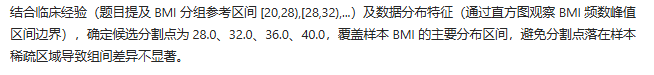 结合临床经验（题目提及 BMI 分组参考区间 [20,28),[28,32),...）及数据分布特征（通过直方图观察 BMI 频数峰值
区间边界），确定候选分割点为 28.0、32.0、36.0、40.0，覆盖样本 BMI 的主要分布区间，避免分割点落在样本
稀疏区域导致组间差异不显著。